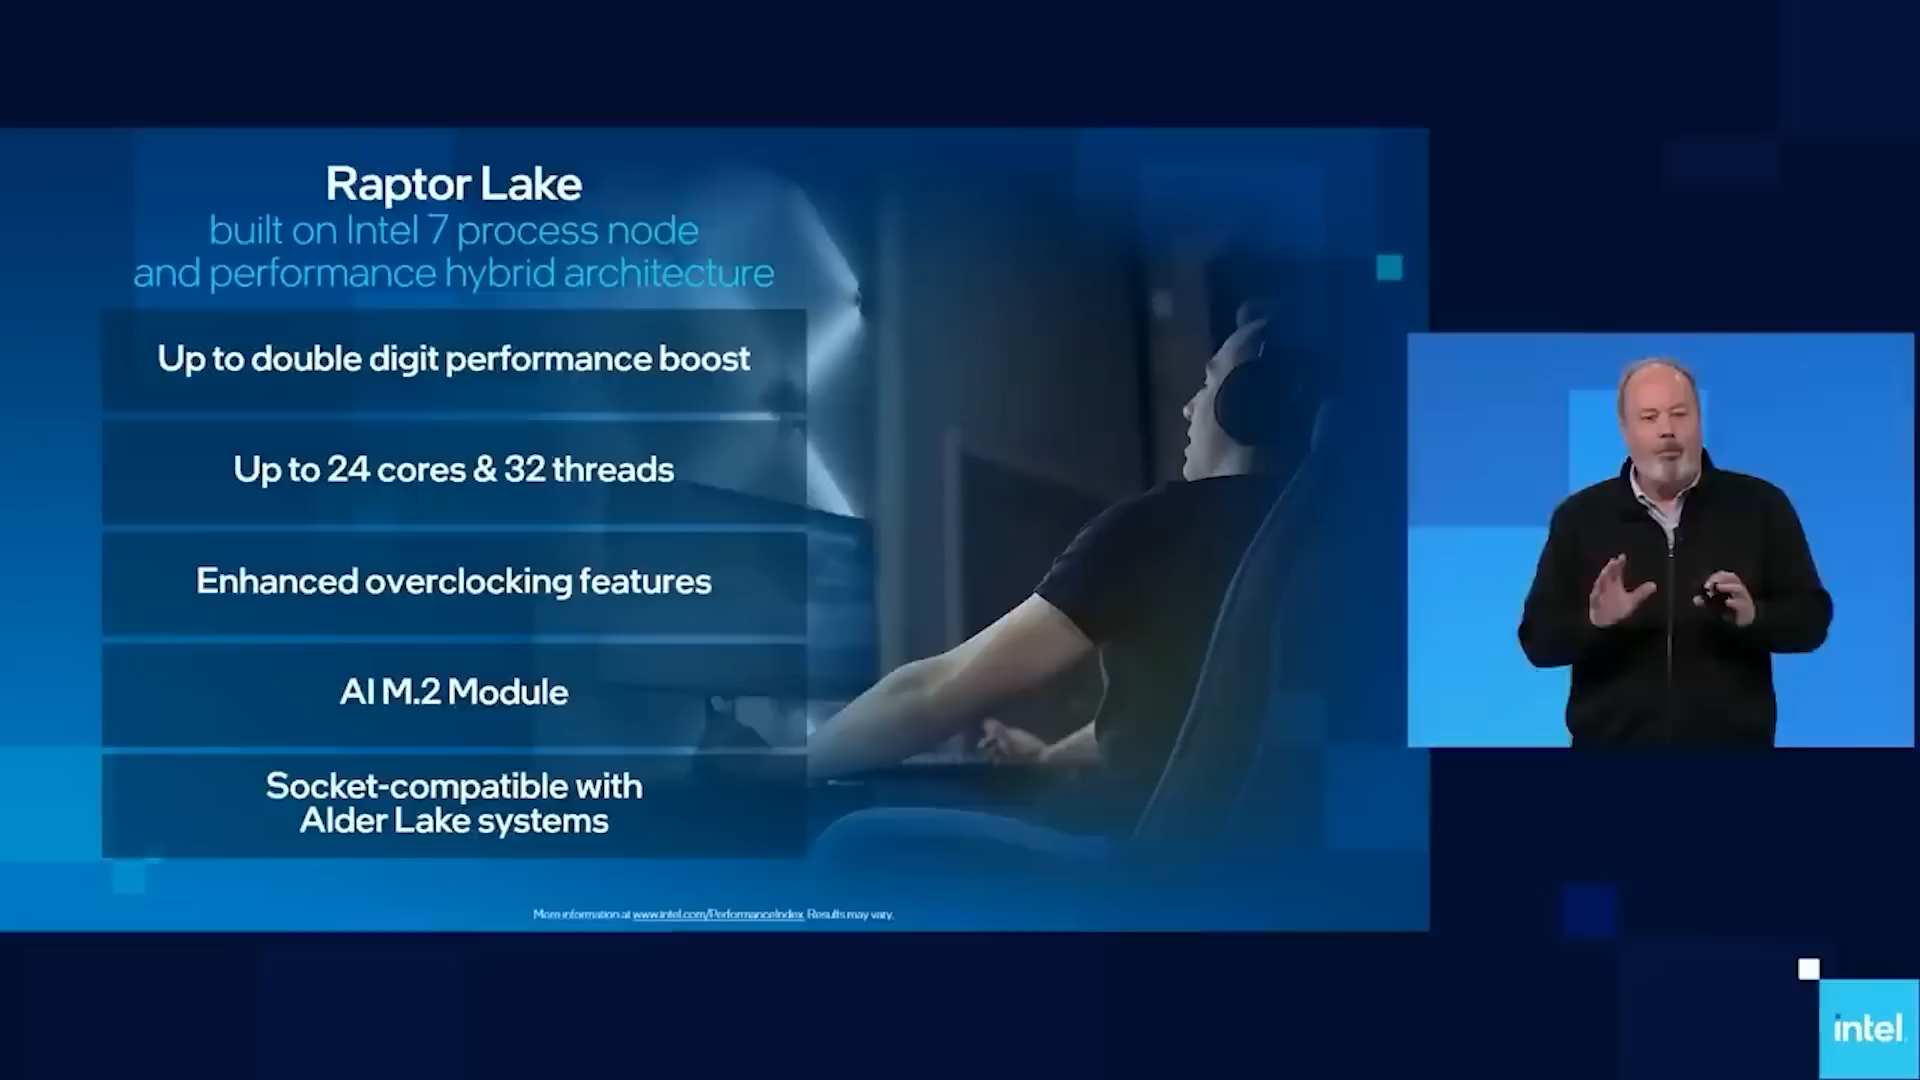 Raptor Lake
built on Intel 7 process node
and performance hybrid architecture
Up to double digit performance boost
Up to 24 cores & 32 threads
Enhanced overclocking features
AI M.2 Module
Socket-compatible with
Alder Lake systems
More information at www.intel.com/PerformanceIndex. Results may vary.
intel.